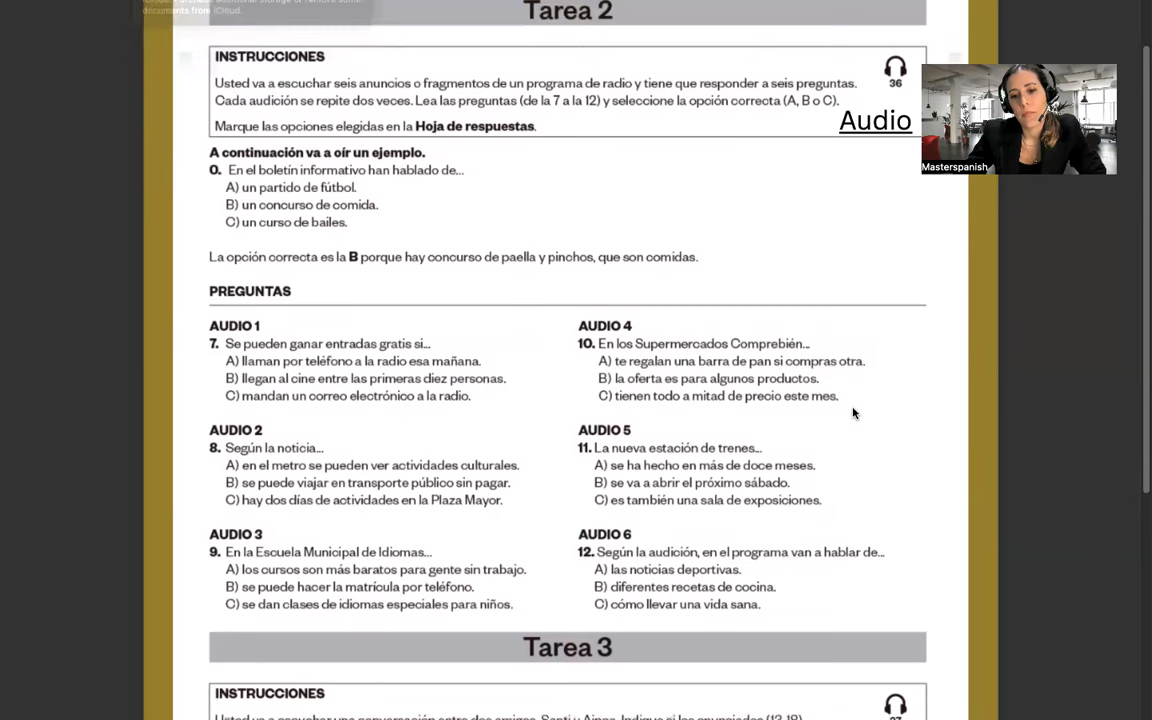 documents from iCloud.
Tarea 2
INSTRUCCIONES
Usted va a escuchar seis anuncios o fragmentos de un programa de radio y tiene que responder a seis preguntas.
Cada audición se repite dos veces. Lea las preguntas (de la 7 a la 12) y seleccione la opción correcta (A, B o C).
Marque las opciones elegidas en la Hoja de respuestas.
36
Audio
Masterspanish
A continuación va a oír un ejemplo.
0. En el boletín informativo han hablado de...
A) un partido de fútbol.
B) un concurso de comida.
C) un curso de bailes.
La opción correcta es la B porque hay concurso de paella y pinchos, que son comidas.
PREGUNTAS
AUDIO 1
7. Se pueden ganar entradas gratis si...
A) llaman por teléfono a la radio esa mañana.
B) llegan al cine entre las primeras diez personas.
C) mandan un correo electrónico a la radio.
AUDIO 2
8. Según la noticia...
A) en el metro se pueden ver actividades culturales.
B) se puede viajar en transporte público sin pagar.
C) hay dos días de actividades en la Plaza Mayor.
AUDIO 3
9. En la Escuela Municipal de Idiomas...
A) los cursos son más baratos para gente sin trabajo.
B) se puede hacer la matrícula por teléfono.
C) se dan clases de idiomas especiales para niños.
AUDIO 4
10. En los Supermercados Comprebién...
A) te regalan una barra de pan si compras otra.
B) la oferta es para algunos productos.
C) tienen todo a mitad de precio este mes.
AUDIO 5
11. La nueva estación de trenes...
A) se ha hecho en más de doce meses.
B) se va a abrir el próximo sábado.
C) es también una sala de exposiciones.
AUDIO 6
12. Según la audición, en el programa van a hablar de...
A) las noticias deportivas.
B) diferentes recetas de cocina.
C) cómo llevar una vida sana.
Tarea 3
INSTRUCCIONES